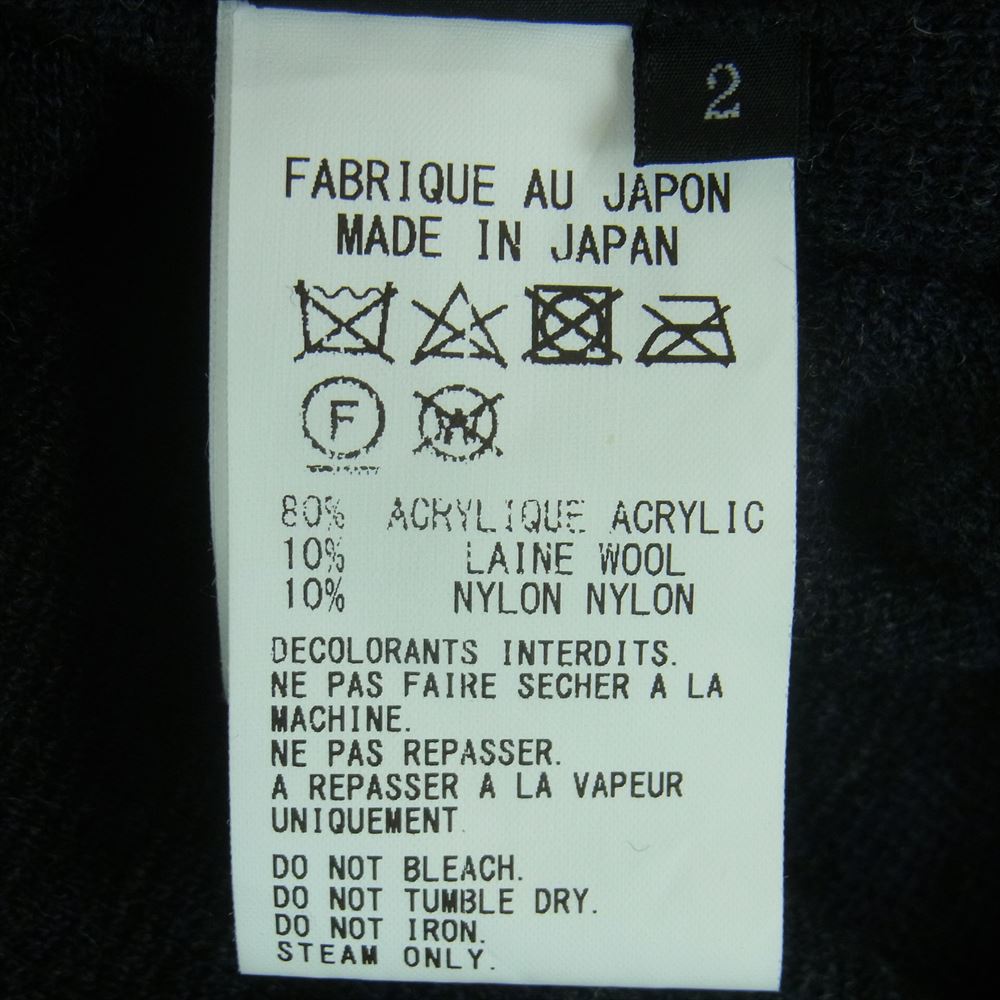 2
FABRIQUE AU JAPON
MADE IN JAPAN
F
W
80% ACRYLIQUE ACRYLIC
10% LAINE WOOL
10% NYLON NYLON
DECOLORANTS INTERDITS.
NE PAS FAIRE SECHER A LA
MACHINE.
NE PAS REPASSER.
A REPASSER A LA VAPEUR
UNIQUEMENT.
DO NOT BLEACH.
DO NOT TUMBLE DRY.
DO NOT IRON.
STEAM ONLY.